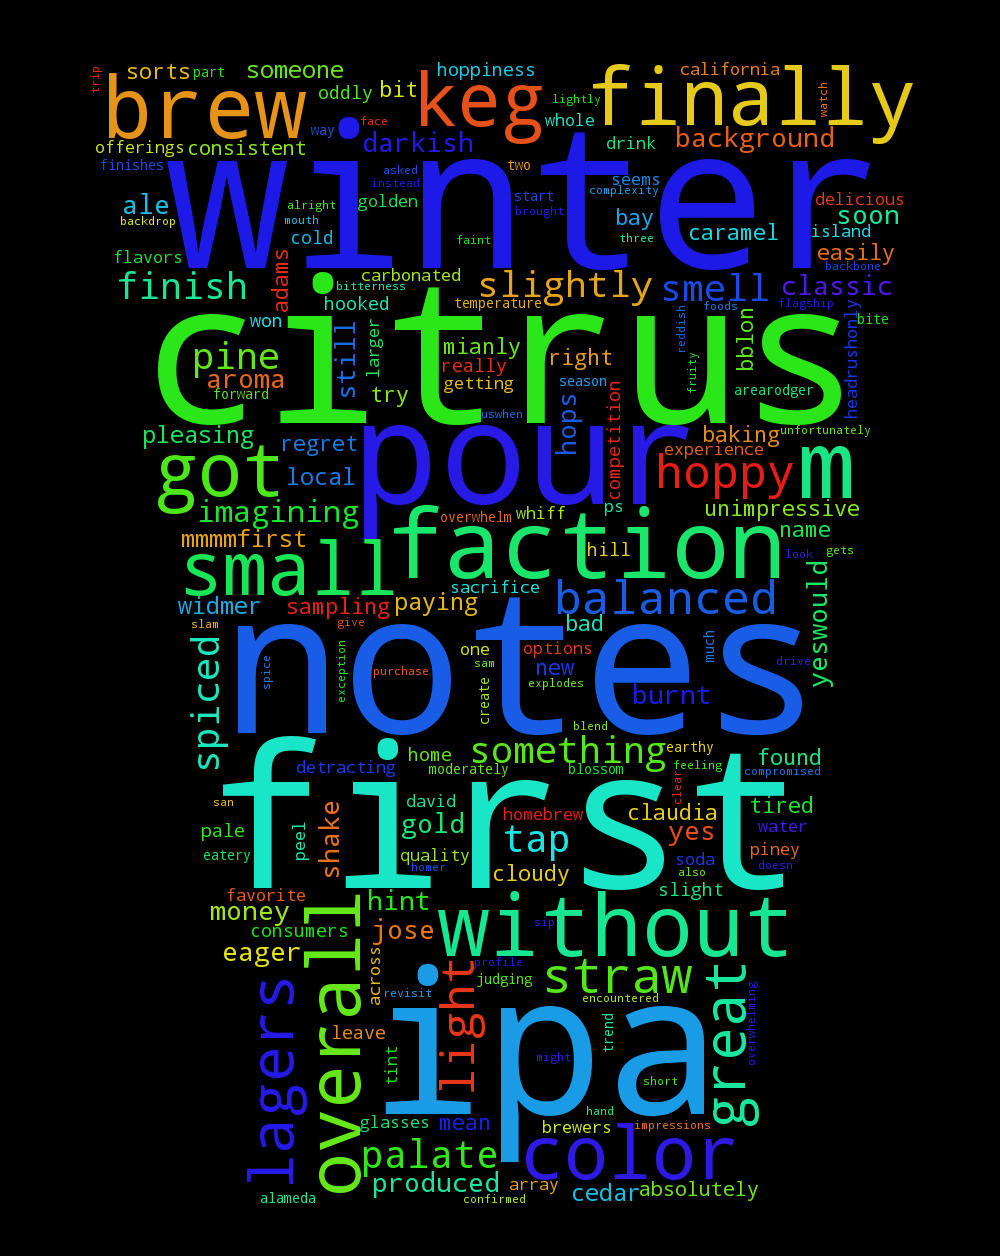 trip sorts part someone hoppiness california
brew oddly bit keg lightly finally watch
way face whole
offerings consistent darkish drink background
finishes winter asked instead two seems complexity
ale backdrop alright mouth golden start brought delicious
cold faint bay three caramel island soon
flavors easily backbone
finish adams carbonated bitterness slightly smell classic
hooked temperature reddish foods flagship
citrus won still larger bblon headrushonly bite
pine mianly right
aroma really fruity
forward try getting season arearodger
uswhen hops competition
pleasing regret pour baking unfortunately
got local experience hoppy m
imagining overwhelm whiff ps unimpressive
mmmmfirst faction hill name look gets
small sacrifice yeswould
widmer sampling paying balanced
slam give bad
spiced notes one options much
spice exception purchase sam new drive
create explodes burnt
blend
something earthy found
home feeling
detracting moderately blossom compromised
first san david clear
pale shake gold homebrew claudia tired
peel tap yes water
eatery quality soda piney
homer cloudy also doesn
favorite slight
money hint without
consumers overall jose sip
eager profile
lagers across light judging straw great
revisit encountered overwhelming
leave ipa trend
tint might
short
hand
glasses mean brewers impressions
palate color
produced array cedar absolutely
alameda confirmed